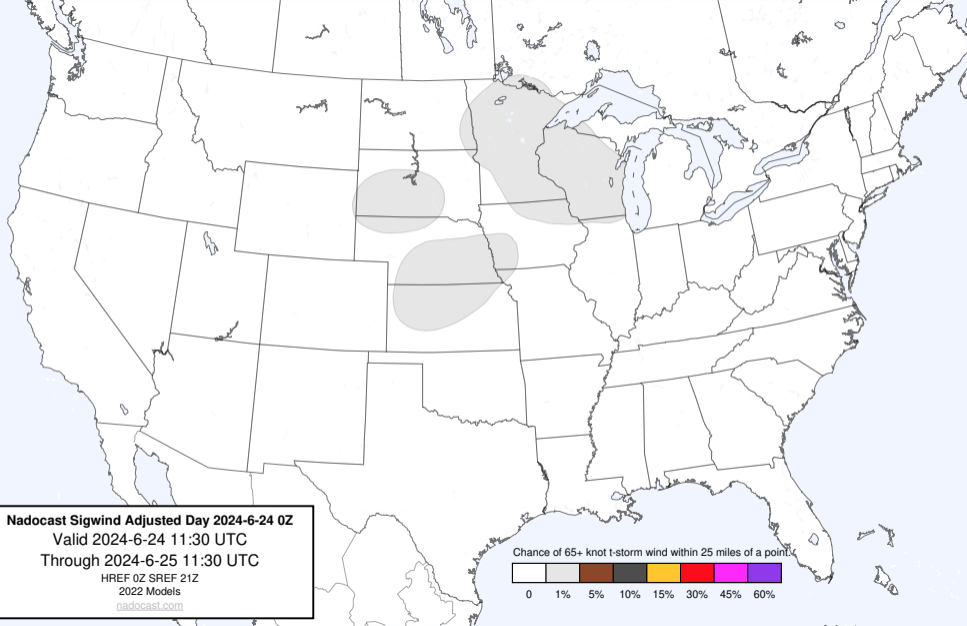 Nadocast Sigwind Adjusted Day 2024-6-24 0Z
Valid 2024-6-24 11:30 UTC
Through 2024-6-25 11:30 UTC
HREF 0Z SREF 21Z
2022 Models
nadocast.com
Chance of 65+ knot t-storm wind within 25 miles of a point.
0 1% 5% 10% 15% 30% 45% 60%